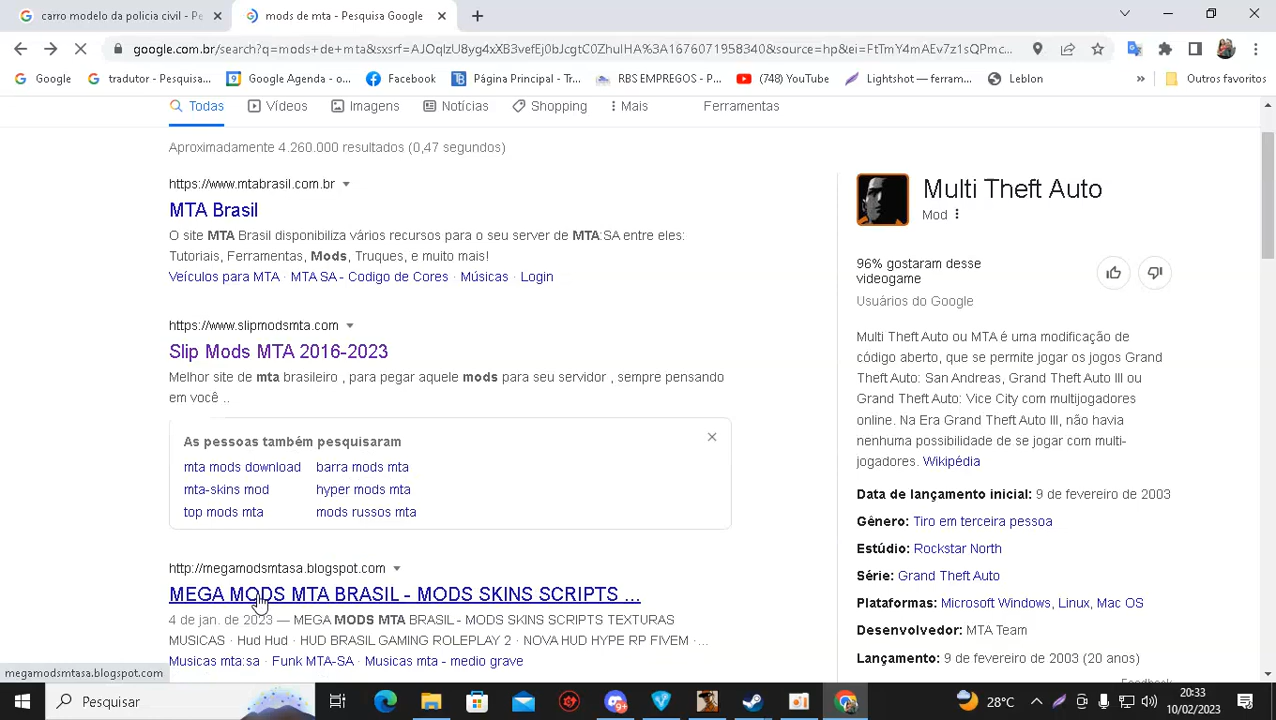 carro modelo da policia civil - Pe
mods de mta - Pesquisa Google
google.com.br/search?q=mods+de+mta&sxsrf=AJOqlzU8yg4xXB3vefEj0bJcgtC0ZhulHA%3A1676071958340&source=hp&ei=FtTmY4mAEv7z1sQPmc...
Google
tradutor - Pesquisa...
Google Agenda - o...
Facebook
Página Principal - Tr...
RBS EMPREGOS – P...
(748) YouTube
Lightshot — ferram...
Leblon
»
Outros favoritos
Todas
Vídeos
Imagens
Notícias
Shopping
Mais
Ferramentas
Aproximadamente 4.260.000 resultados (0,47 segundos)
https://www.mtabrasil.com.br
MTA Brasil
O site MTA Brasil disponibiliza vários recursos para o seu server de MTA:SA entre eles:
Tutoriais, Ferramentas, Mods, Truques, e muito mais!
Veículos para MTA · MTA SA - Codigo de Cores · Músicas · Login
https://www.slipmodsmta.com
Slip Mods MTA 2016-2023
Melhor site de mta brasileiro , para pegar aquele mods para seu servidor , sempre pensando
em você ..
As pessoas também pesquisaram
mta mods download
barra mods mta
mta-skins mod
hyper mods mta
top mods mta
mods russos mta
http://megamodsmtasa.blogspot.com
MEGA MODS MTA BRASIL - MODS SKINS SCRIPTS ...
4 de jan. de 2023 — MEGA MODS MTA BRASIL - MODS SKINS SCRIPTS TEXTURAS
MUSICAS · Hud Hud · HUD BRASIL GAMING ROLEPLAY 2 · NOVA HUD HYPE RP FIVEM · ...
Musicas mta:sa · Funk MTA-SA · Musicas mta - medio grave
Multi Theft Auto
Mod
96% gostaram desse
videogame
Usuários do Google
Multi Theft Auto ou MTA é uma modificação de
código aberto, que se permite jogar os jogos Grand
Theft Auto: San Andreas, Grand Theft Auto III ou
Grand Theft Auto: Vice City com multijogadores
online. Na Era Grand Theft Auto III, não havia
nenhuma possibilidade de se jogar com multi-
jogadores. Wikipédia
Data de lançamento inicial: 9 de fevereiro de 2003
Gênero: Tiro em terceira pessoa
Estúdio: Rockstar North
Série: Grand Theft Auto
Plataformas: Microsoft Windows, Linux, Mac OS
Desenvolvedor: MTA Team
Lançamento: 9 de fevereiro de 2003 (20 anos)
Feedback
megamodsmtasa.blogspot.com
Pesquisar
28°C
20:33
10/02/2023